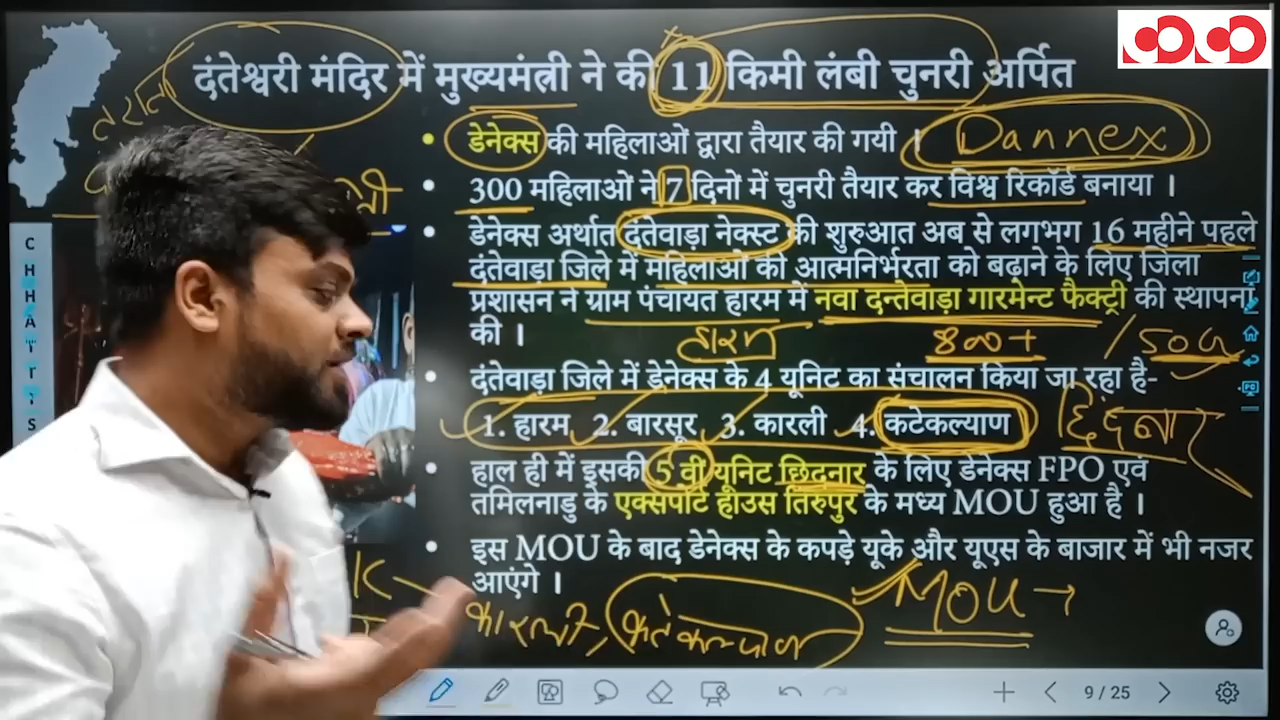 दंतेश्वरी मंदिर में मुख्यमंत्री ने की 11 किमी लंबी चुनरी अर्पित
• डेनेक्स की महिलाओं द्वारा तैयार की गयी । Dannex
• 300 महिलाओं ने 7 दिनों में चुनरी तैयार कर विश्व रिकॉर्ड बनाया ।
• डेनेक्स अर्थात दंतेवाड़ा नेक्स्ट की शुरुआत अब से लगभग 16 महीने पहले
दंतेवाड़ा जिले में महिलाओं को आत्मनिर्भरता को बढ़ाने के लिए जिला
प्रशासन ने ग्राम पंचायत हारम में नवा दन्तेवाड़ा गारमेन्ट फैक्ट्री की स्थापना
की ।
हारम 800+
• दंतेवाड़ा जिले में डेनेक्स के 4 यूनिट का संचालन किया जा रहा है-
1. हारम 2. बारसूर 3. कारली 4. कटेकल्याण
• हाल ही में इसकी 5 वी यूनिट छिदनार के लिए डेनेक्स FPO एवं
तमिलनाडु के एक्सपोर्ट हाउस तिरुपुर के मध्य MOU हुआ है ।
• इस MOU के बाद डेनेक्स के कपड़े यूके और यूएस के बाजार में भी नजर
आएंगे ।
कारली, कतेकल्याण MOU →
CHHATTIS
9 / 25